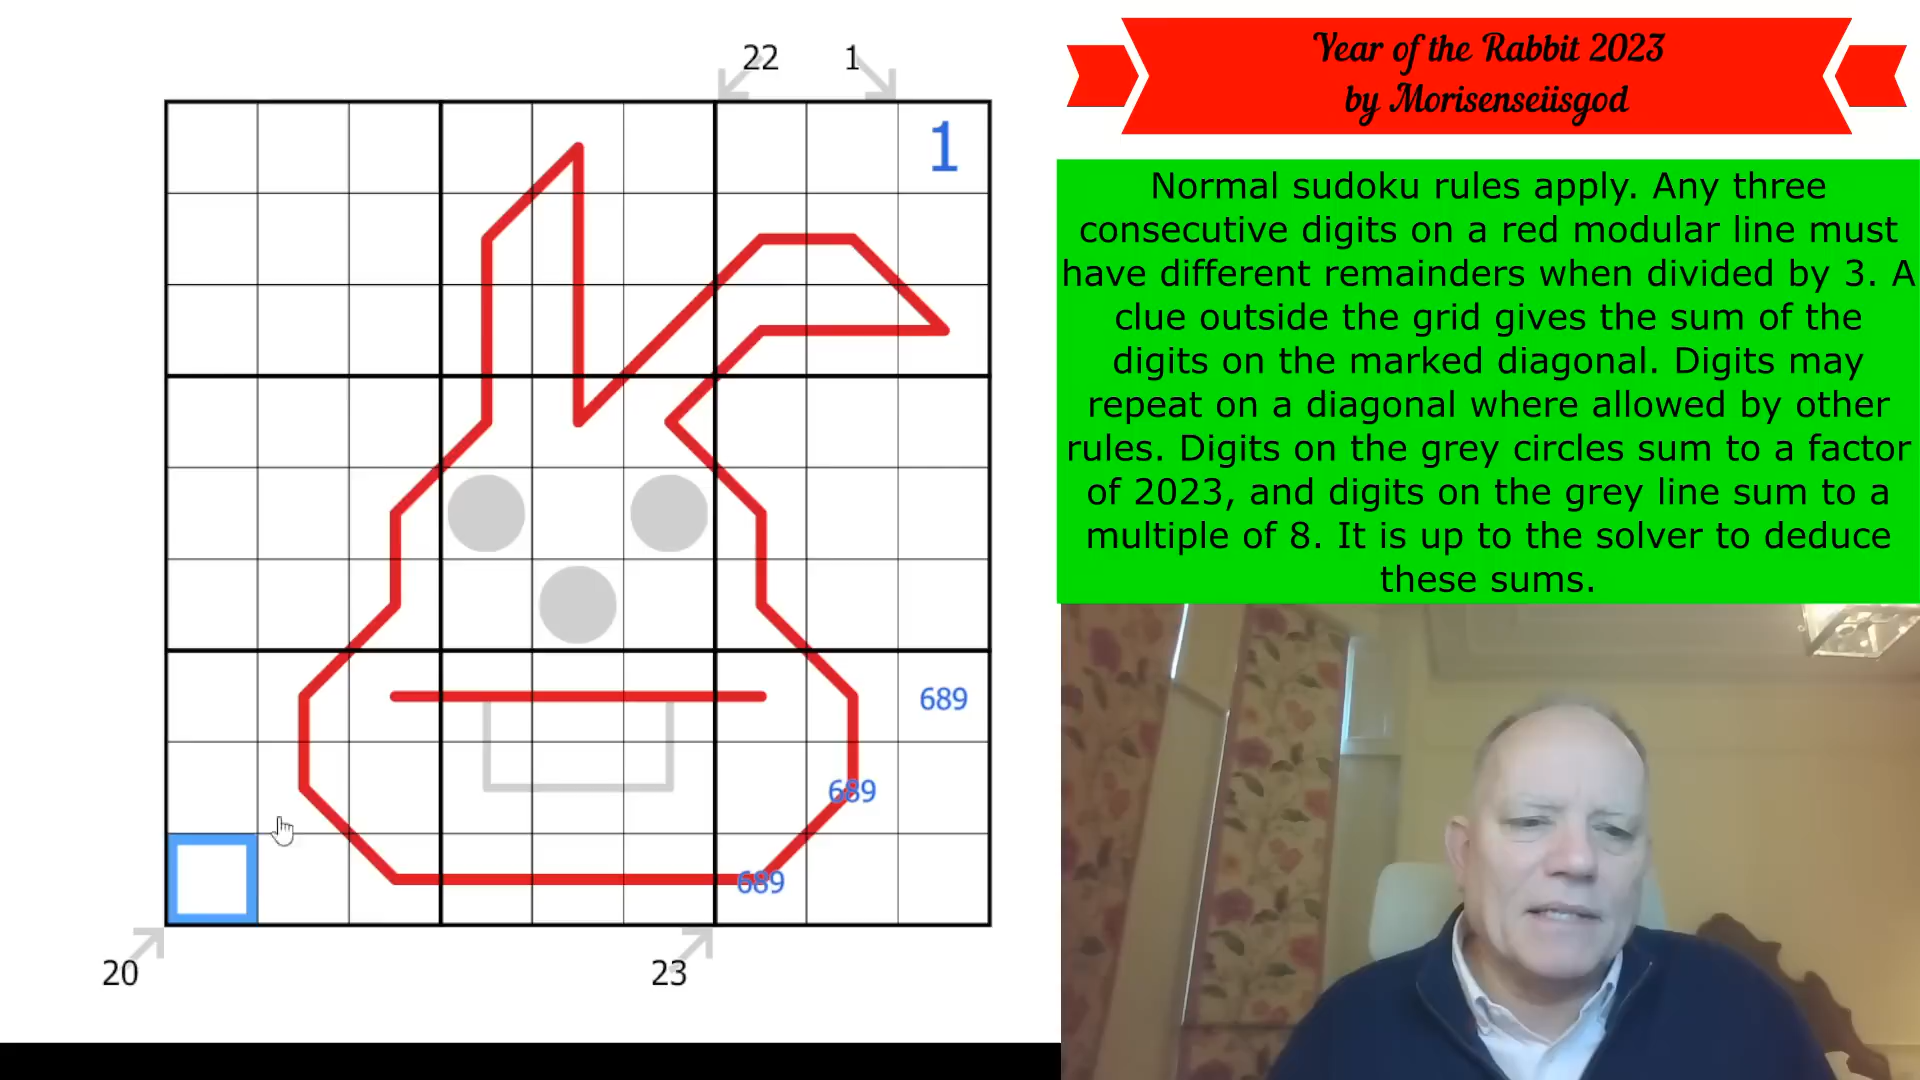 Year of the Rabbit 2023
by Morisenseiisgod
Normal sudoku rules apply. Any three
consecutive digits on a red modular line must
have different remainders when divided by 3. A
clue outside the grid gives the sum of the
digits on the marked diagonal. Digits may
repeat on a diagonal where allowed by other
rules. Digits on the grey circles sum to a factor
of 2023, and digits on the grey line sum to a
multiple of 8. It is up to the solver to deduce
these sums.
22 1
1
689
689
689
20 23